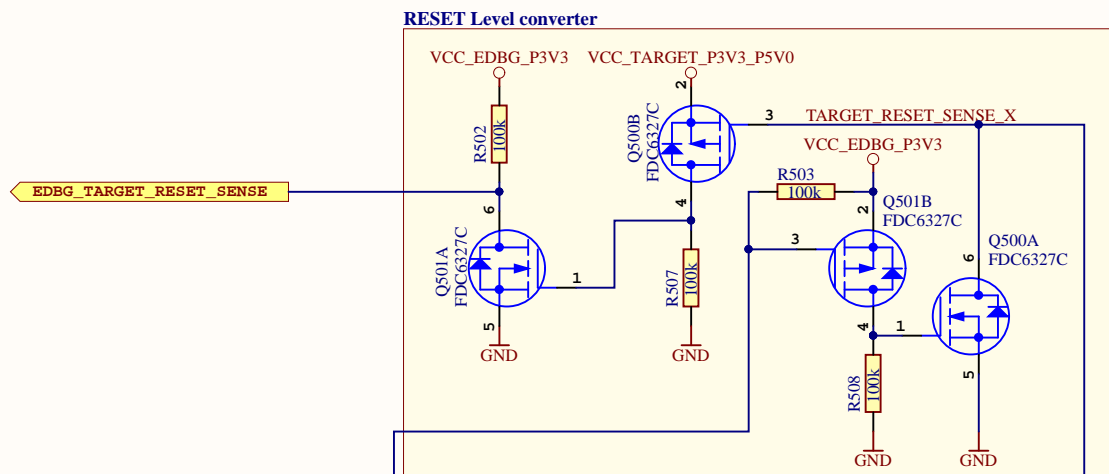 RESET Level converter
VCC_EDBG_P3V3
VCC_TARGET_P3V3_P5V0
2
3
TARGET_RESET_SENSE_X
R502
100k
Q500B
FDC6327C
VCC_EDBG_P3V3
R503
100k
EDBG_TARGET_RESET_SENSE
4
2
Q501B
FDC6327C
6
3
Q501A
FDC6327C
1
R507
100k
Q500A
FDC6327C
6
5
4
1
GND
GND
R508
100k
5
GND
GND